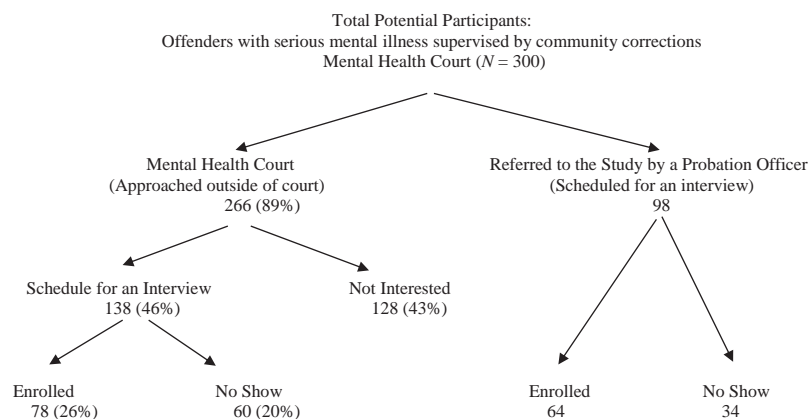 Total Potential Participants:
Offenders with serious mental illness supervised by community corrections
Mental Health Court (N = 300)
Mental Health Court
(Approached outside of court)
266 (89%)
Referred to the Study by a Probation Officer
(Scheduled for an interview)
98
Schedule for an Interview
138 (46%)
Not Interested
128 (43%)
Enrolled
78 (26%)
No Show
60 (20%)
Enrolled
64
No Show
34